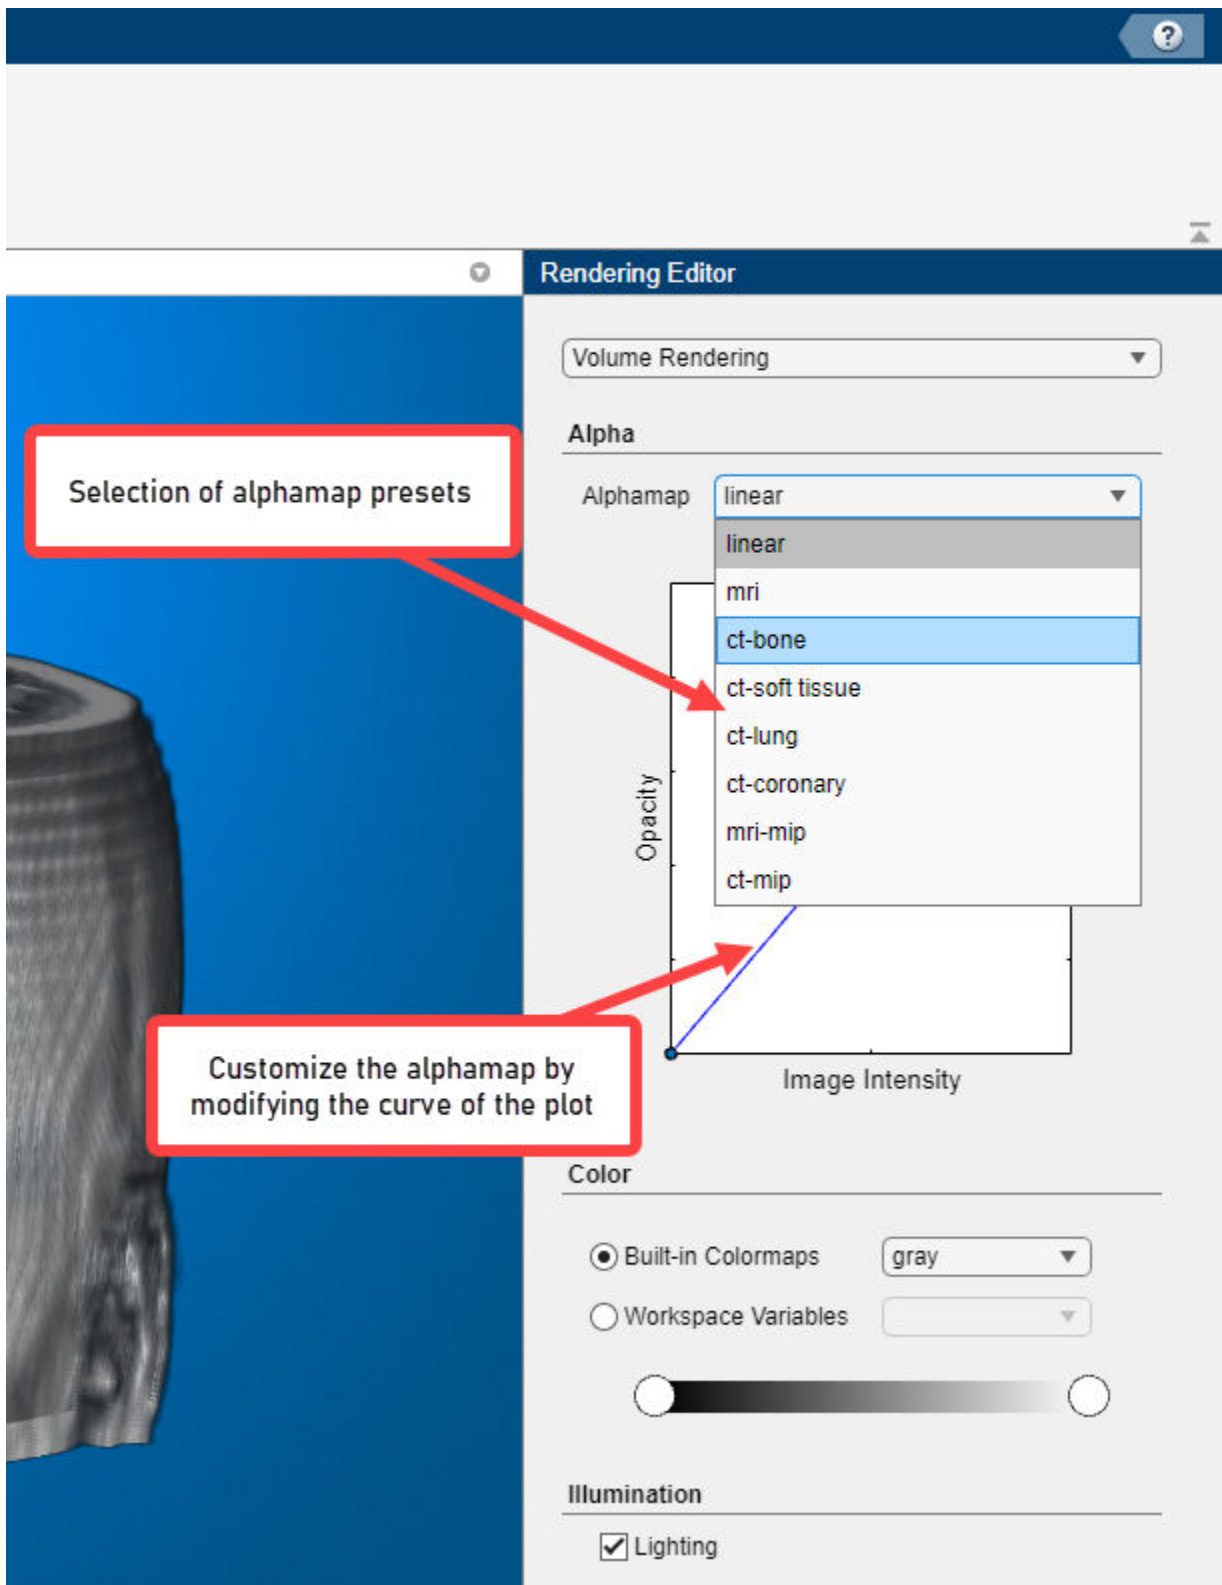 ?
Rendering Editor
Volume Rendering
Alpha
Selection of alphamap presets
Alphamap linear
linear
mri
ct-bone
ct-soft tissue
ct-lung
ct-coronary
mri-mip
ct-mip
Opacity
Customize the alphamap by
modifying the curve of the plot
Image Intensity
Color
Built-in Colormaps gray
Workspace Variables
Illumination
Lighting